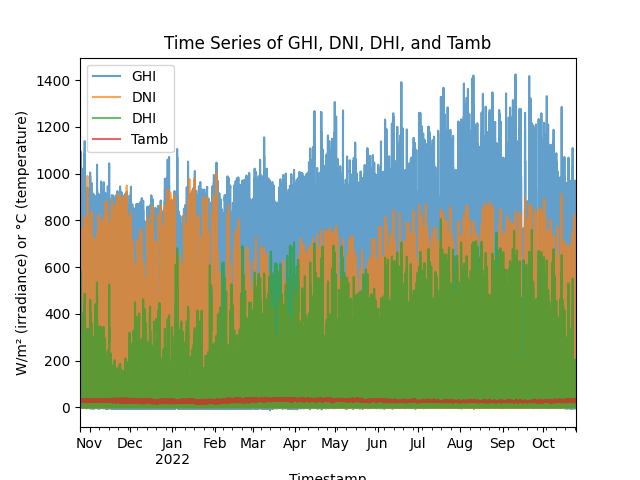 Time Series of GHI, DNI, DHI, and Tamb
GHI
DNI
DHI
Tamb
W/m² (irradiance) or °C (temperature)
1400
1200
1000
800
600
400
200
0
Nov Dec Jan Feb Mar Apr May Jun Jul Aug Sep Oct
2022
Timestamp